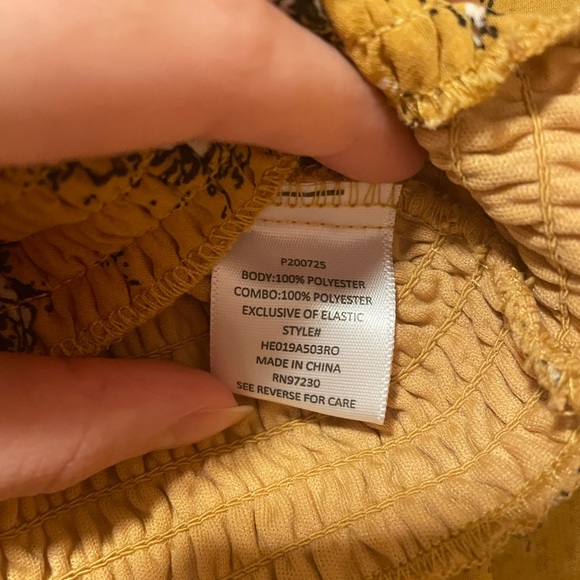 P200725
BODY:100% POLYESTER
COMBO:100% POLYESTER
EXCLUSIVE OF ELASTIC
STYLE#
HE019A503RO
MADE IN CHINA
RN97230
SEE REVERSE FOR CARE